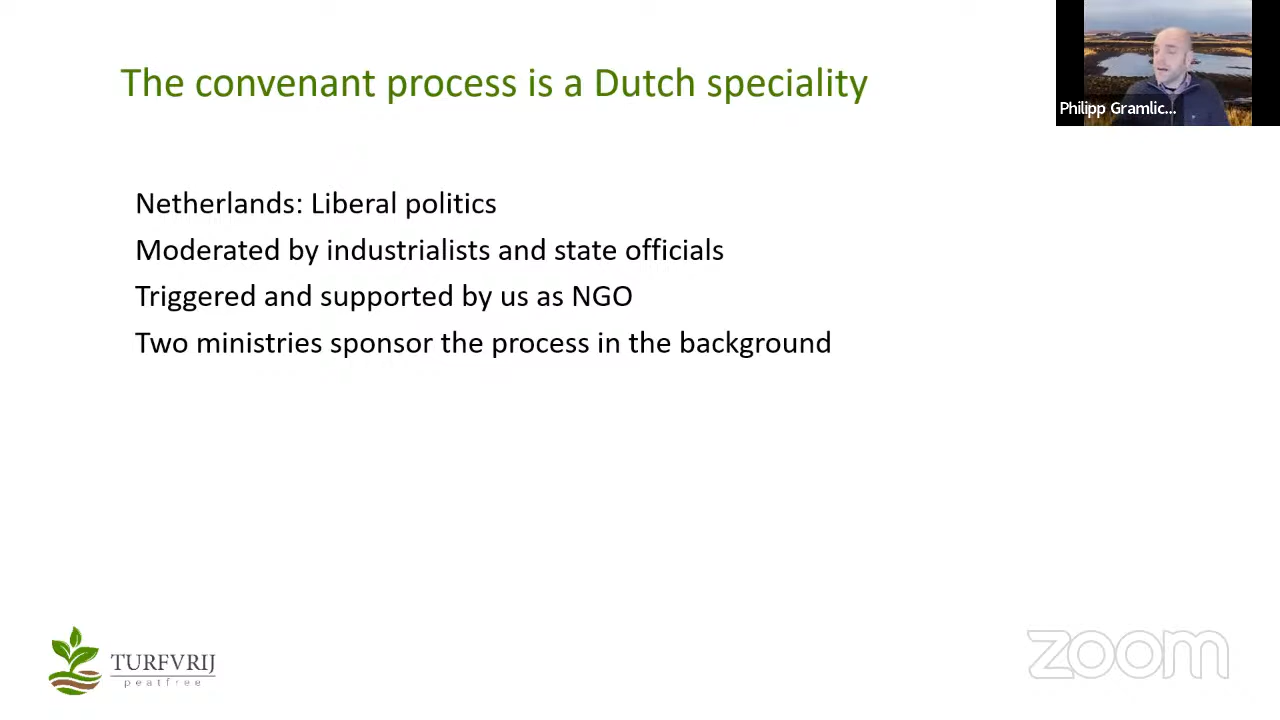 The convenant process is a Dutch speciality
Philipp Gramlic...
Netherlands: Liberal politics
Moderated by industrialists and state officials
Triggered and supported by us as NGO
Two ministries sponsor the process in the background
TURFVRIJ
peatfree
zoom